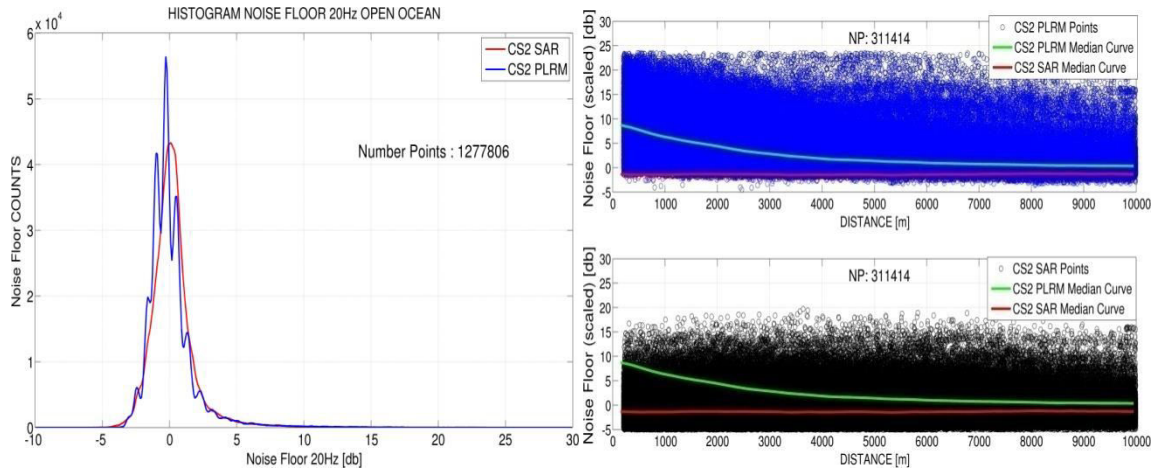 HISTOGRAM NOISE FLOOR 20Hz OPEN OCEAN
x 10⁴
6
5
4
3
2
1
0
-10
-5
0
5
10
15
20
25
30
Noise Floor COUNTS
Noise Floor 20Hz [db]
CS2 SAR
CS2 PLRM
Number Points : 1277806
30
25
20
15
10
5
0
-5
0
1000
2000
3000
4000
5000
6000
7000
8000
9000
10000
Noise Floor (scaled) [db]
DISTANCE [m]
NP: 311414
CS2 PLRM Points
CS2 PLRM Median Curve
CS2 SAR Median Curve
30
25
20
15
10
5
0
-5
0
1000
2000
3000
4000
5000
6000
7000
8000
9000
10000
Noise Floor (scaled) [db]
DISTANCE [m]
NP: 311414
CS2 SAR Points
CS2 PLRM Median Curve
CS2 SAR Median Curve